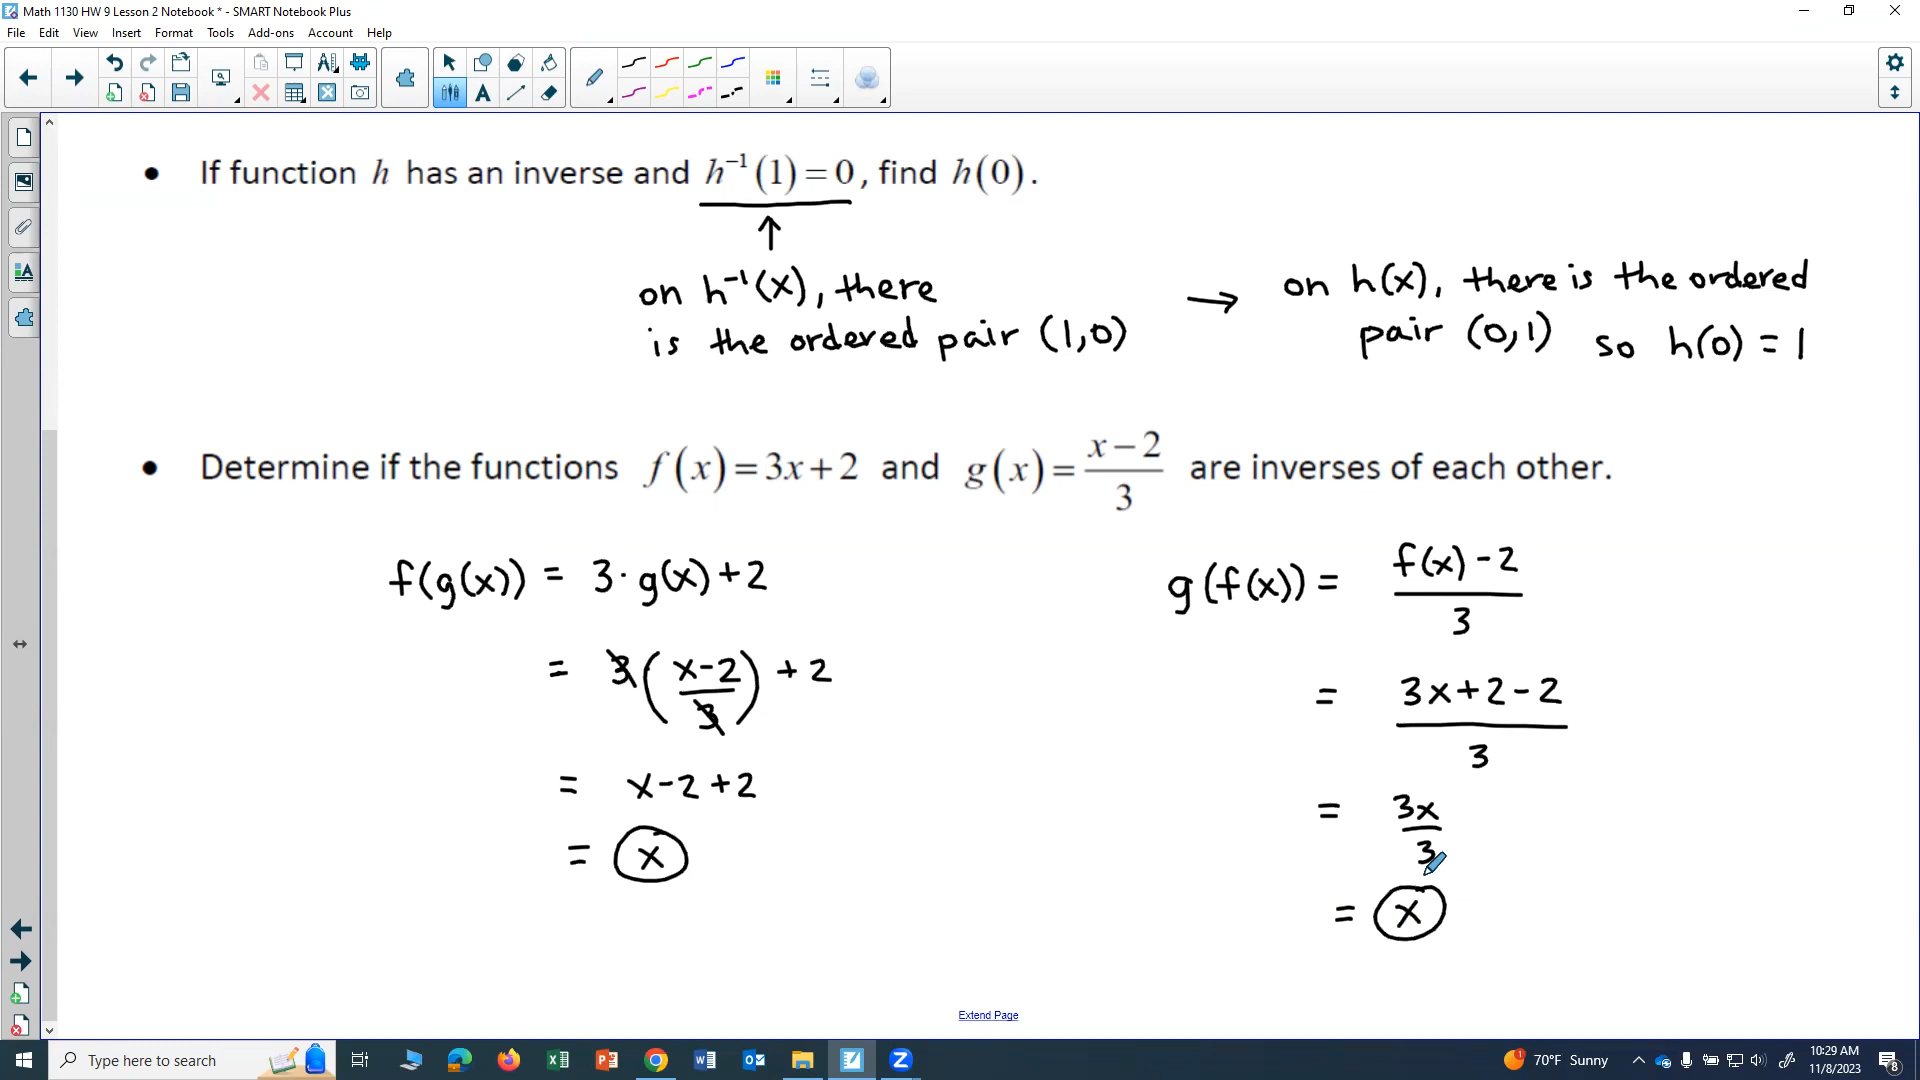 Math 1130 HW 9 Lesson 2 Notebook * - SMART Notebook Plus
File Edit View Insert Format Tools Add-ons Account Help
• If function h has an inverse and h⁻¹(1)=0, find h(0).
↑
on h⁻¹(x), there
is the ordered pair (1,0)
→
on h(x), there is the ordered
pair (0,1) so h(0) = 1
• Determine if the functions f(x)=3x+2 and g(x)=(x−2)/3 are inverses of each other.
f(g(x)) = 3·g(x)+2
= 3((x-2)/3) + 2
= x-2+2
= x
g(f(x)) = (f(x)-2)/3
= (3x+2-2)/3
= 3x/3
= x
Extend Page
Type here to search
70°F Sunny
10:29 AM
11/8/2023
8